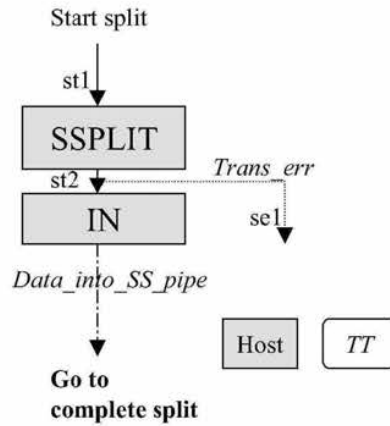 Start split
st1
SSPLIT
Trans_err
st2
se1
IN
Data_into_SS_pipe
Host
TT
Go to
complete split